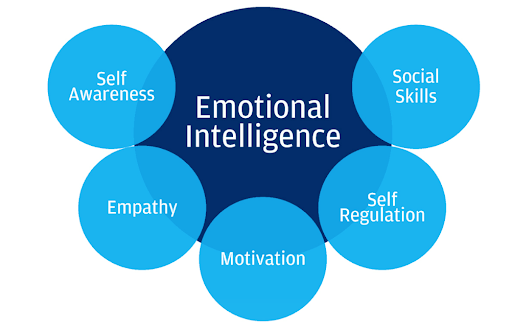 Self
Awareness
Emotional
Intelligence
Social
Skills
Empathy
Self
Regulation
Motivation